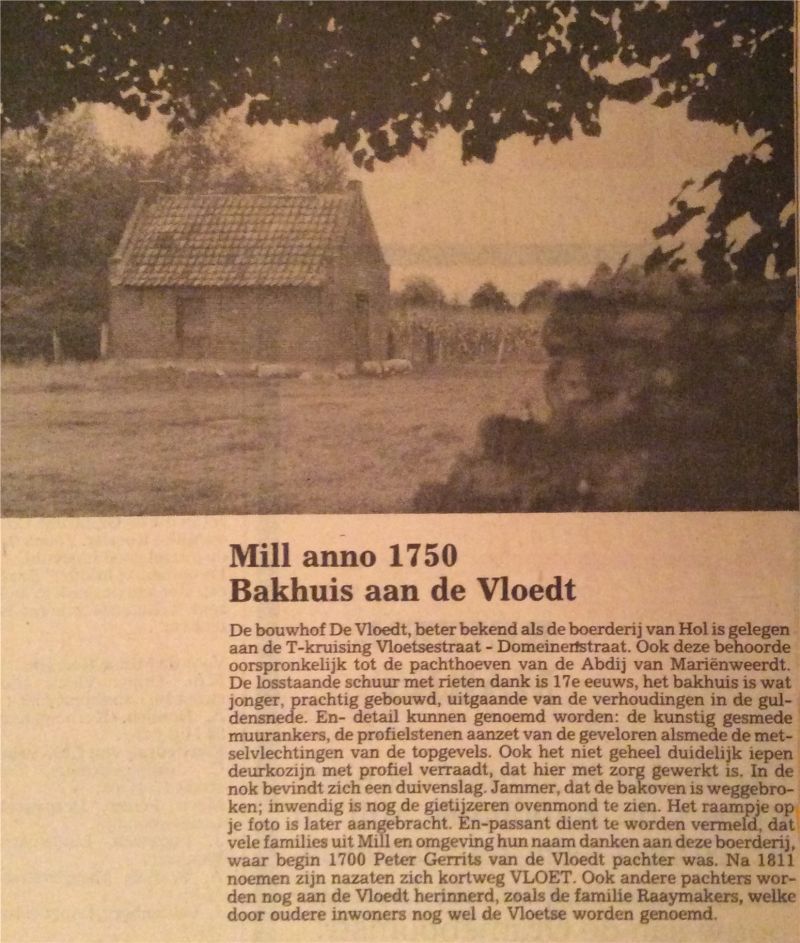 Mill anno 1750
Bakhuis aan de Vloedt
De bouwhof De Vloedt, beter bekend als de boerderij van Hol is gelegen
aan de T-kruising Vloetsestraat - Domeinenstraat. Ook deze behoorde
oorspronkelijk tot de pachthoeven van de Abdij van Mariënweerdt.
De losstaande schuur met rieten dank is 17e eeuws, het bakhuis is wat
jonger, prachtig gebouwd, uitgaande van de verhoudingen in de gul-
densnede. En- detail kunnen genoemd worden: de kunstig gesmede
muurankers, de profielstenen aanzet van de geveloren alsmede de met-
selvlechtingen van de topgevels. Ook het niet geheel duidelijk iepen
deurkozijn met profiel verraadt, dat hier met zorg gewerkt is. In de
nok bevindt zich een duivenslag. Jammer, dat de bakoven is weggebro-
ken; inwendig is nog de gietijzeren ovenmond te zien. Het raampje op
je foto is later aangebracht. En-passant dient te worden vermeld, dat
vele families uit Mill en omgeving hun naam danken aan deze boerderij,
waar begin 1700 Peter Gerrits van de Vloedt pachter was. Na 1811
noemen zijn nazaten zich kortweg VLOET. Ook andere pachters wor-
den nog aan de Vloedt herinnerd, zoals de familie Raaymakers, welke
door oudere inwoners nog wel de Vloetse worden genoemd.